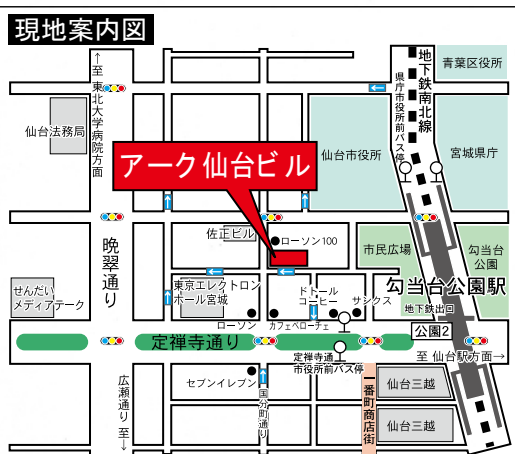 現地案内図
↑至 東北大学病院方面
地下鉄南北線
県庁市役所前バス停
青葉区役所
仙台法務局
アーク仙台ビル
仙台市役所
宮城県庁
晩翠通り
佐正ビル
ローソン100
市民広場
勾当台
公園
せんだい
メディアテーク
東京エレクトロン
ホール宮城
ドトール
コーヒー
サンクス
勾当台公園駅
地下鉄出口
公園2
ローソン
カフェベローチェ
定禅寺通り
定禅寺通
市役所前バス停
至 仙台駅方面→
広瀬通り 至↓
セブンイレブン
国分町通り
一番町商店街
仙台三越
仙台三越